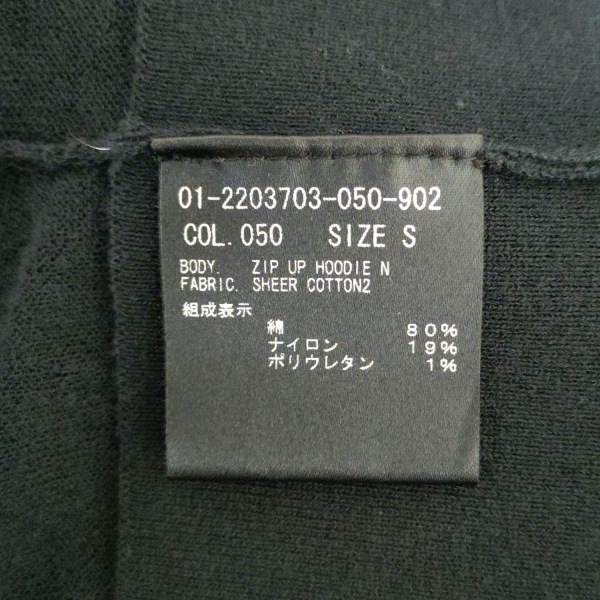 01-2203703-050-902
COL. 050 SIZE S
BODY. ZIP UP HOODIE N
FABRIC. SHEER COTTON2
組成表示
綿 80%
ナイロン 19%
ポリウレタン 1%